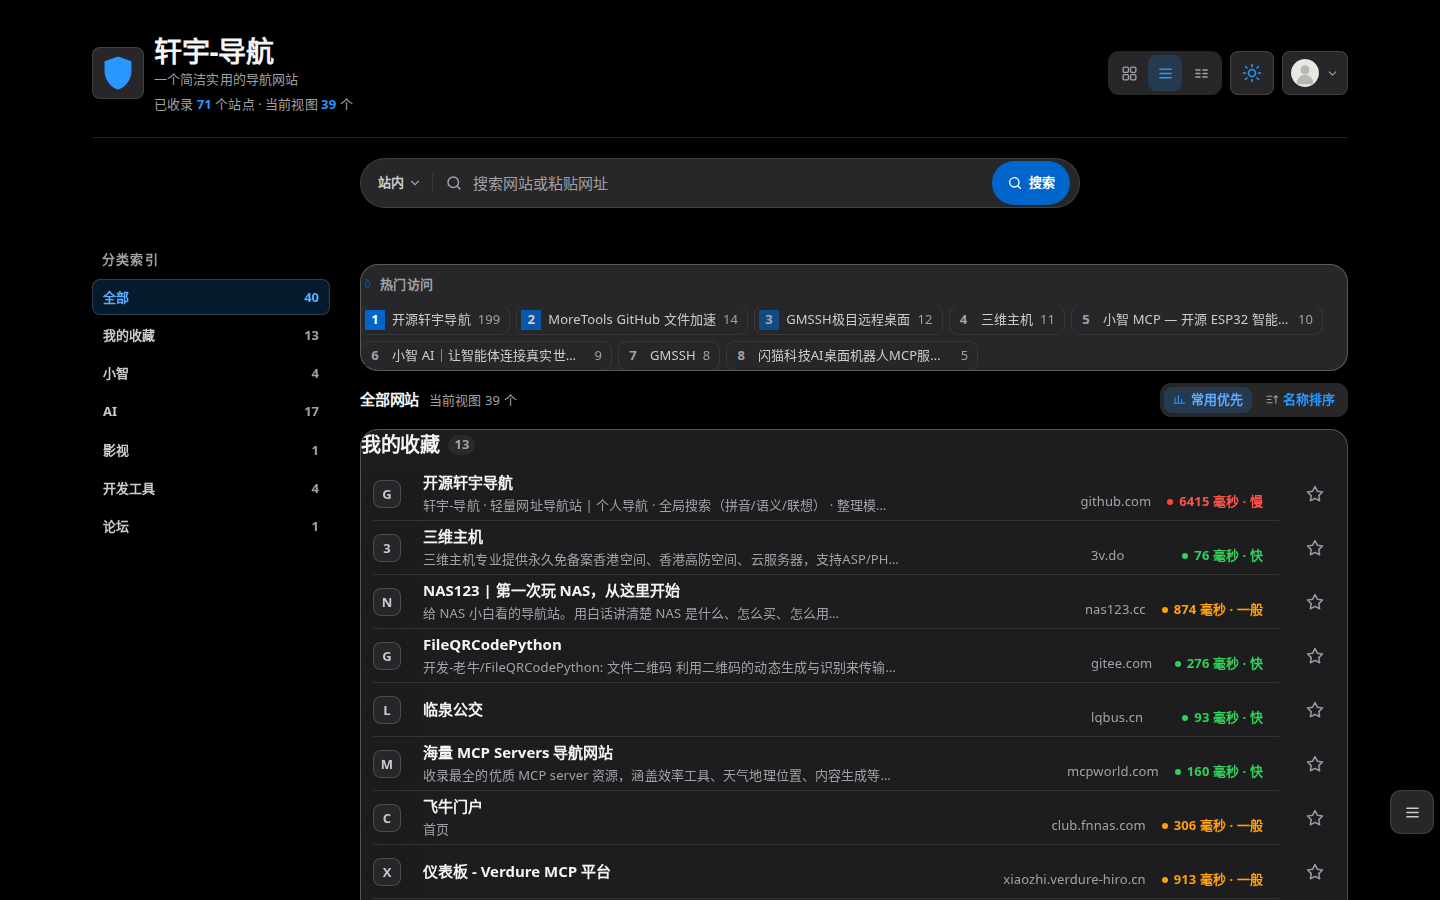 轩宇-导航
一个简洁实用的导航网站
已收录 71 个站点 · 当前视图 39 个
站内
搜索网站或粘贴网址
搜索
分类索引
全部 40
我的收藏 13
小智 4
AI 17
影视 1
开发工具 4
论坛 1
热门访问
1 开源轩宇导航 199
2 MoreTools GitHub 文件加速 14
3 GMSSH极目远程桌面 12
4 三维主机 11
5 小智 MCP — 开源 ESP32 智能... 10
6 小智 AI｜让智能体连接真实世... 9
7 GMSSH 8
8 闪猫科技AI桌面机器人MCP服... 5
全部网站 当前视图 39 个
常用优先
名称排序
我的收藏 13
G
开源轩宇导航
轩宇-导航 · 轻量网址导航站 | 个人导航 · 全局搜索（拼音/语义/联想） · 整理模...
github.com
6415 毫秒 · 慢
3
三维主机
三维主机专业提供永久免备案香港空间、香港高防空间、云服务器，支持ASP/PH...
3v.do
76 毫秒 · 快
N
NAS123 | 第一次玩 NAS，从这里开始
给 NAS 小白看的导航站。用白话讲清楚 NAS 是什么、怎么买、怎么用...
nas123.cc
874 毫秒 · 一般
G
FileQRCodePython
开发-老牛/FileQRCodePython: 文件二维码 利用二维码的动态生成与识别来传输...
gitee.com
276 毫秒 · 快
L
临泉公交
lqbus.cn
93 毫秒 · 快
M
海量 MCP Servers 导航网站
收录最全的优质 MCP server 资源，涵盖效率工具、天气地理位置、内容生成等...
mcpworld.com
160 毫秒 · 快
C
飞牛门户
首页
club.fnnas.com
306 毫秒 · 一般
X
仪表板 - Verdure MCP 平台
xiaozhi.verdure-hiro.cn
913 毫秒 · 一般